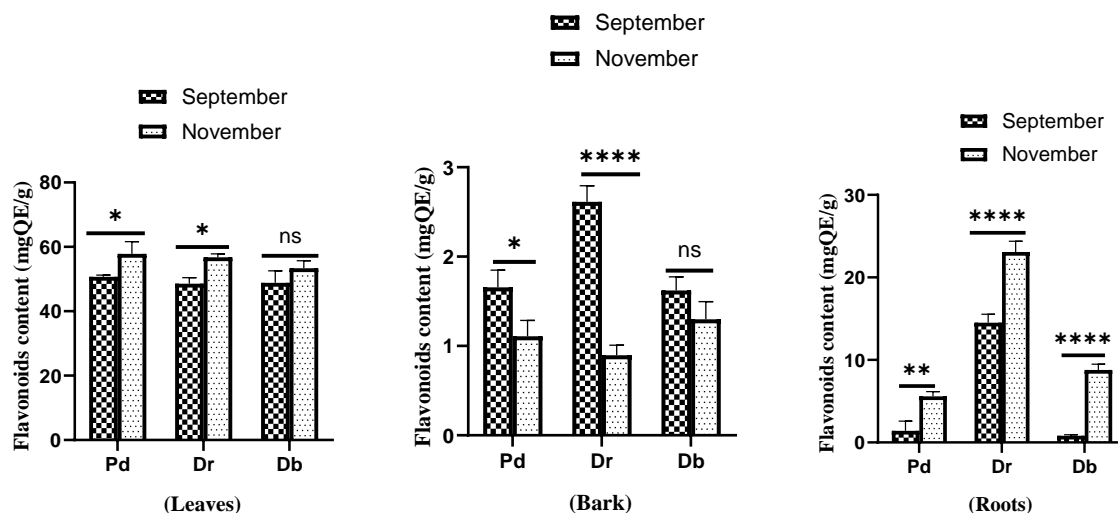 September
November
Flavonoids content (mgQE/g)
80
60
40
20
0
*
*
ns
Pd
Dr
Db
(Leaves)
September
November
Flavonoids content (mgQE/g)
3
2
1
0
*
****
ns
Pd
Dr
Db
(Bark)
September
November
Flavonoids content (mgQE/g)
30
20
10
0
**
****
****
Pd
Dr
Db
(Roots)